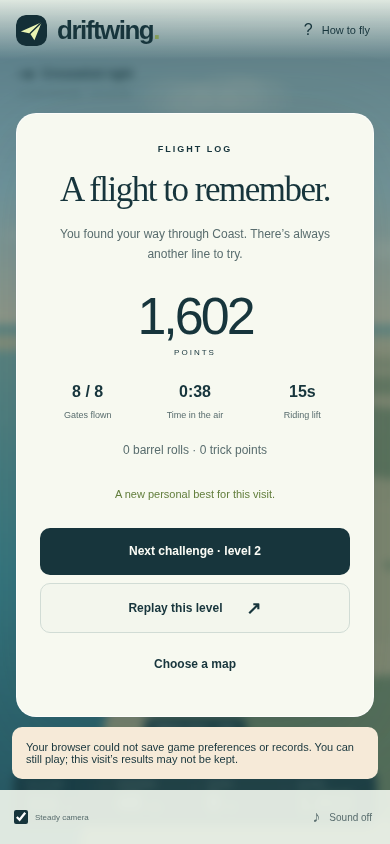 driftwing.
? How to fly
FLIGHT LOG
A flight to remember.
You found your way through Coast. There's always
another line to try.
1,602
POINTS
8 / 8
0:38
15s
Gates flown
Time in the air
Riding lift
0 barrel rolls · 0 trick points
A new personal best for this visit.
Next challenge · level 2
Replay this level ↗
Choose a map
Your browser could not save game preferences or records. You can
still play; this visit's results may not be kept.
Steady camera
♪ Sound off